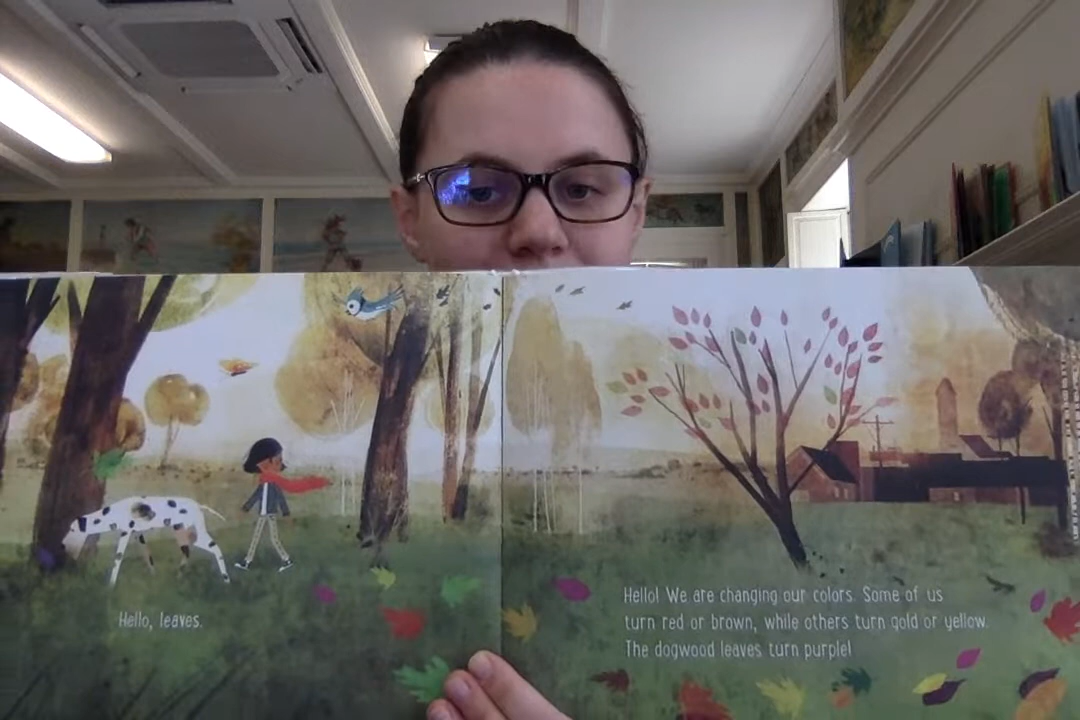 Hello, leaves.
Hello! We are changing our colors. Some of us
turn red or brown, while others turn gold or yellow.
The dogwood leaves turn purple!